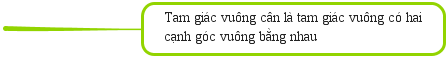 Tam giác vuông cân là tam giác vuông có hai
cạnh góc vuông bằng nhau